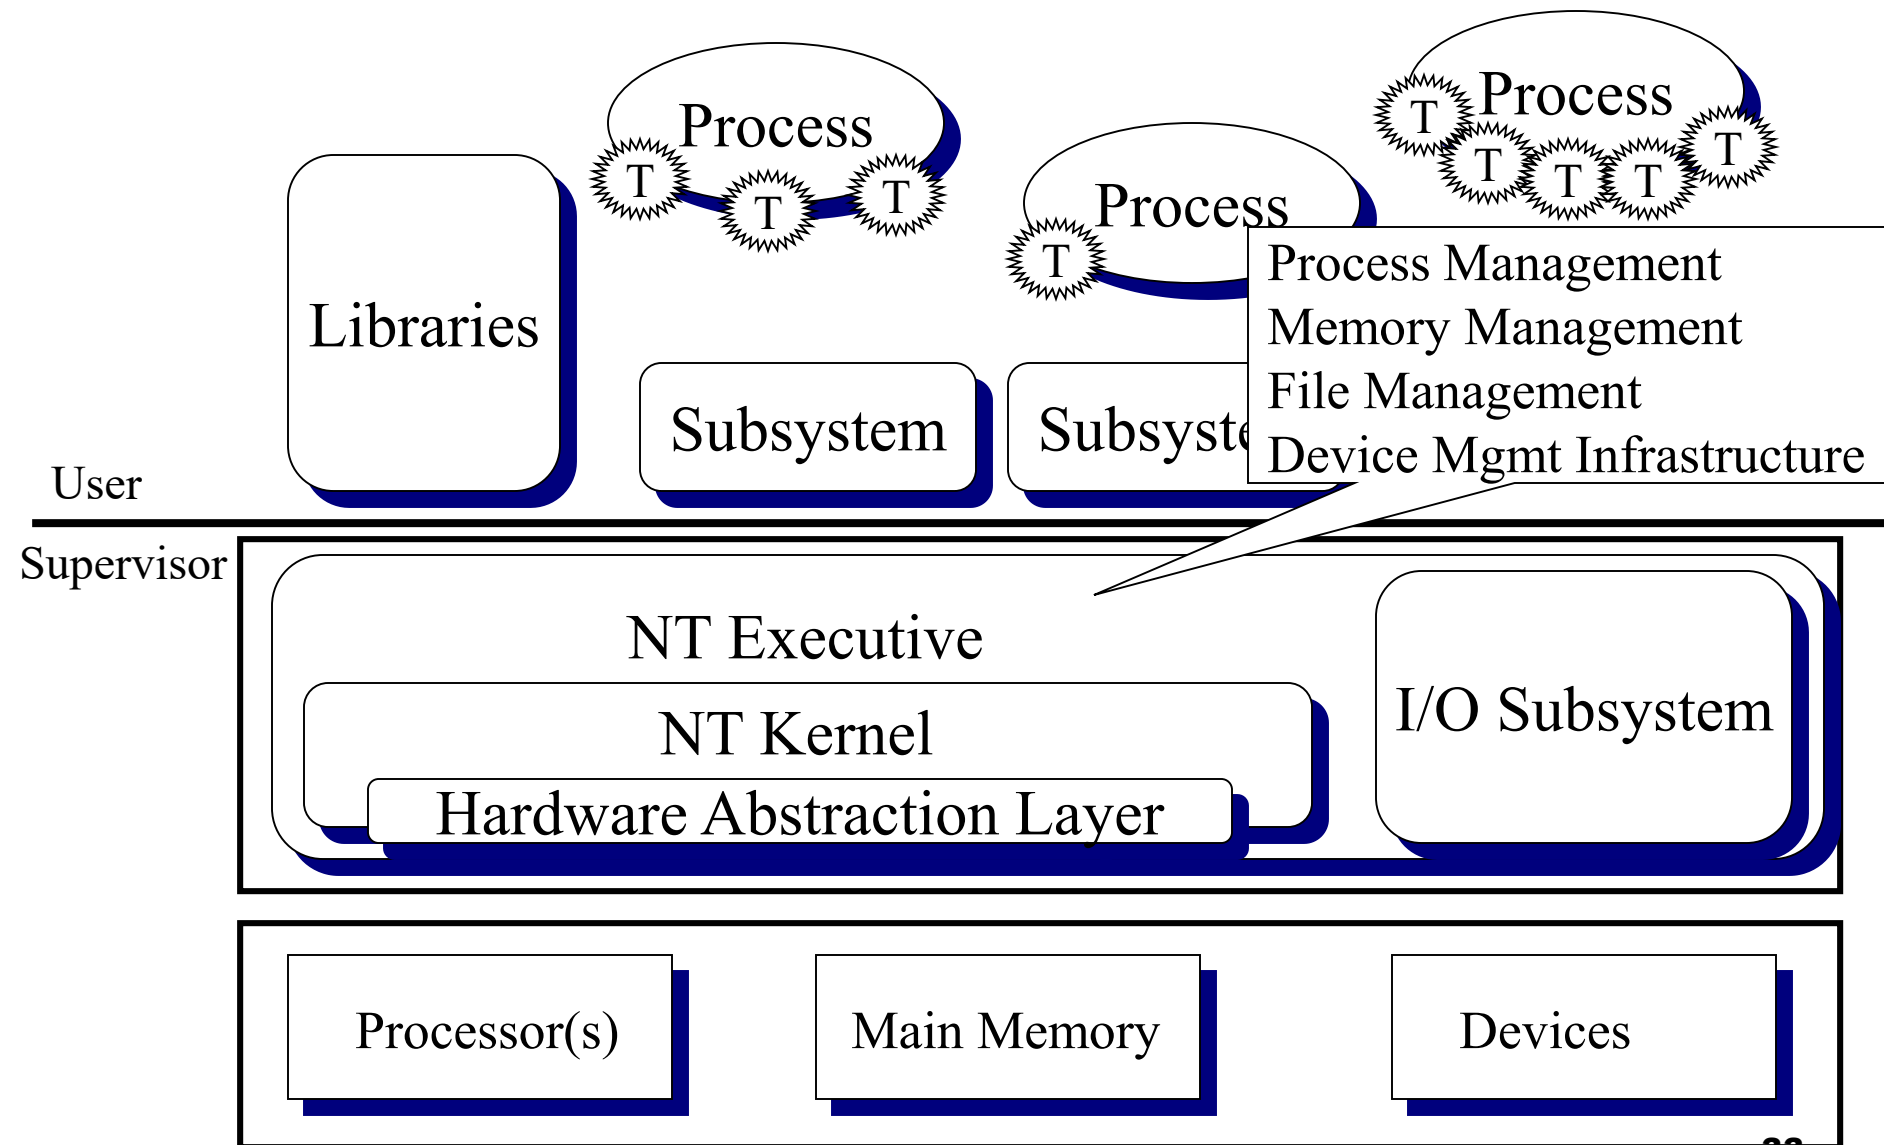 Process
T
T
T
Process
T
Process
T
T
T
T
T
Libraries
Process Management
Memory Management
File Management
Device Mgmt Infrastructure
Subsystem
Subsyste
User
Supervisor
NT Executive
NT Kernel
Hardware Abstraction Layer
I/O Subsystem
Processor(s)
Main Memory
Devices